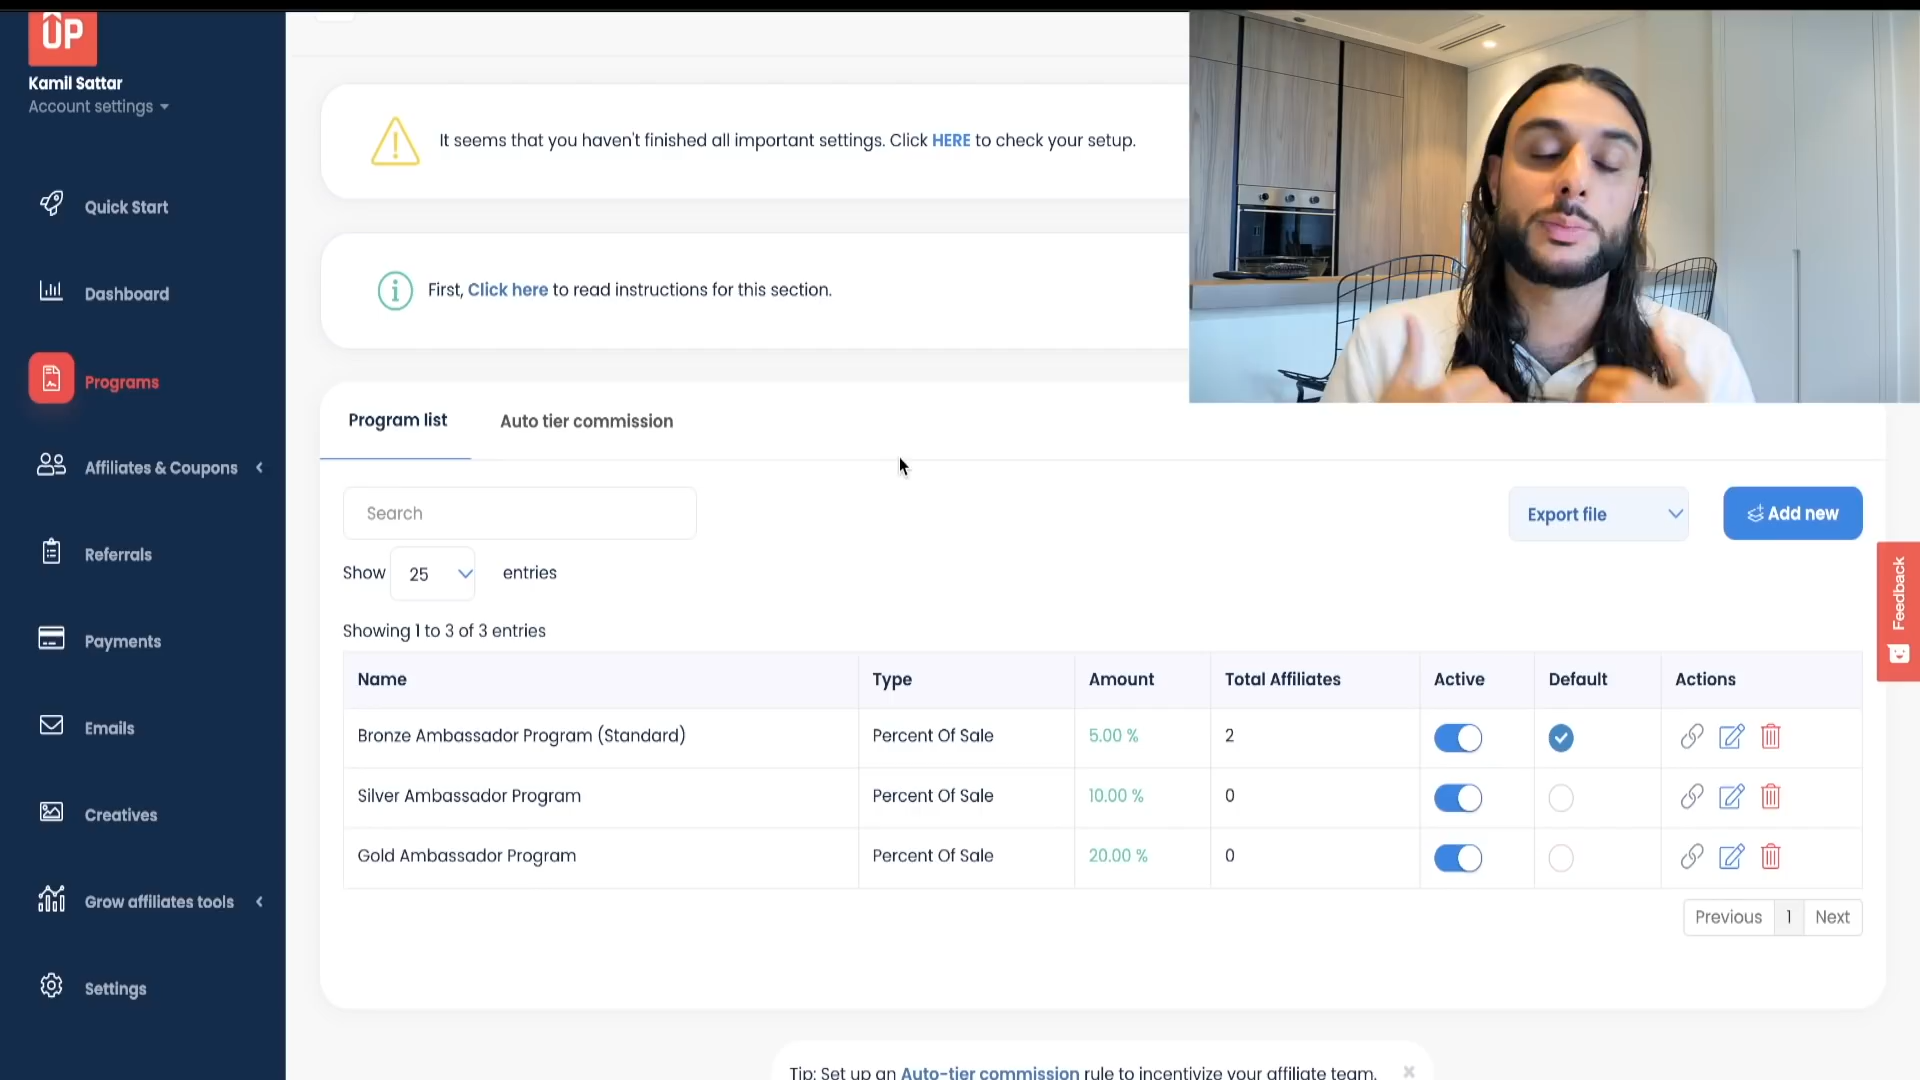 UP
Kamil Sattar
Account settings
Quick Start
Dashboard
Programs
Affiliates & Coupons
Referrals
Payments
Emails
Creatives
Grow affiliates tools
Settings
It seems that you haven't finished all important settings. Click HERE to check your setup.
First, Click here to read instructions for this section.
Program list Auto tier commission
Search
Export file
Add new
Show 25 entries
Showing 1 to 3 of 3 entries
Name Type Amount Total Affiliates Active Default Actions
Bronze Ambassador Program (Standard) Percent Of Sale 5.00 % 2
Silver Ambassador Program Percent Of Sale 10.00 % 0
Gold Ambassador Program Percent Of Sale 20.00 % 0
Previous 1 Next
Tip: Set up an Auto-tier commission rule to incentivize your affiliate team.
Feedback